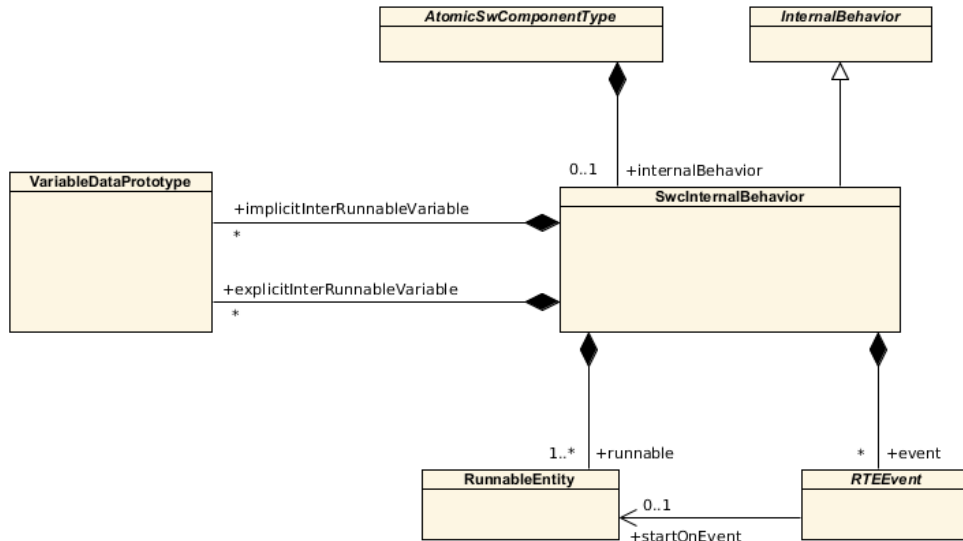 AtomicSwComponentType
InternalBehavior
0..1
+internalBehavior
VariableDataPrototype
SwcInternalBehavior
+implicitInterRunnableVariable
*
+explicitInterRunnableVariable
*
1..*
+runnable
*
+event
RunnableEntity
RTEEvent
0..1
+startOnEvent